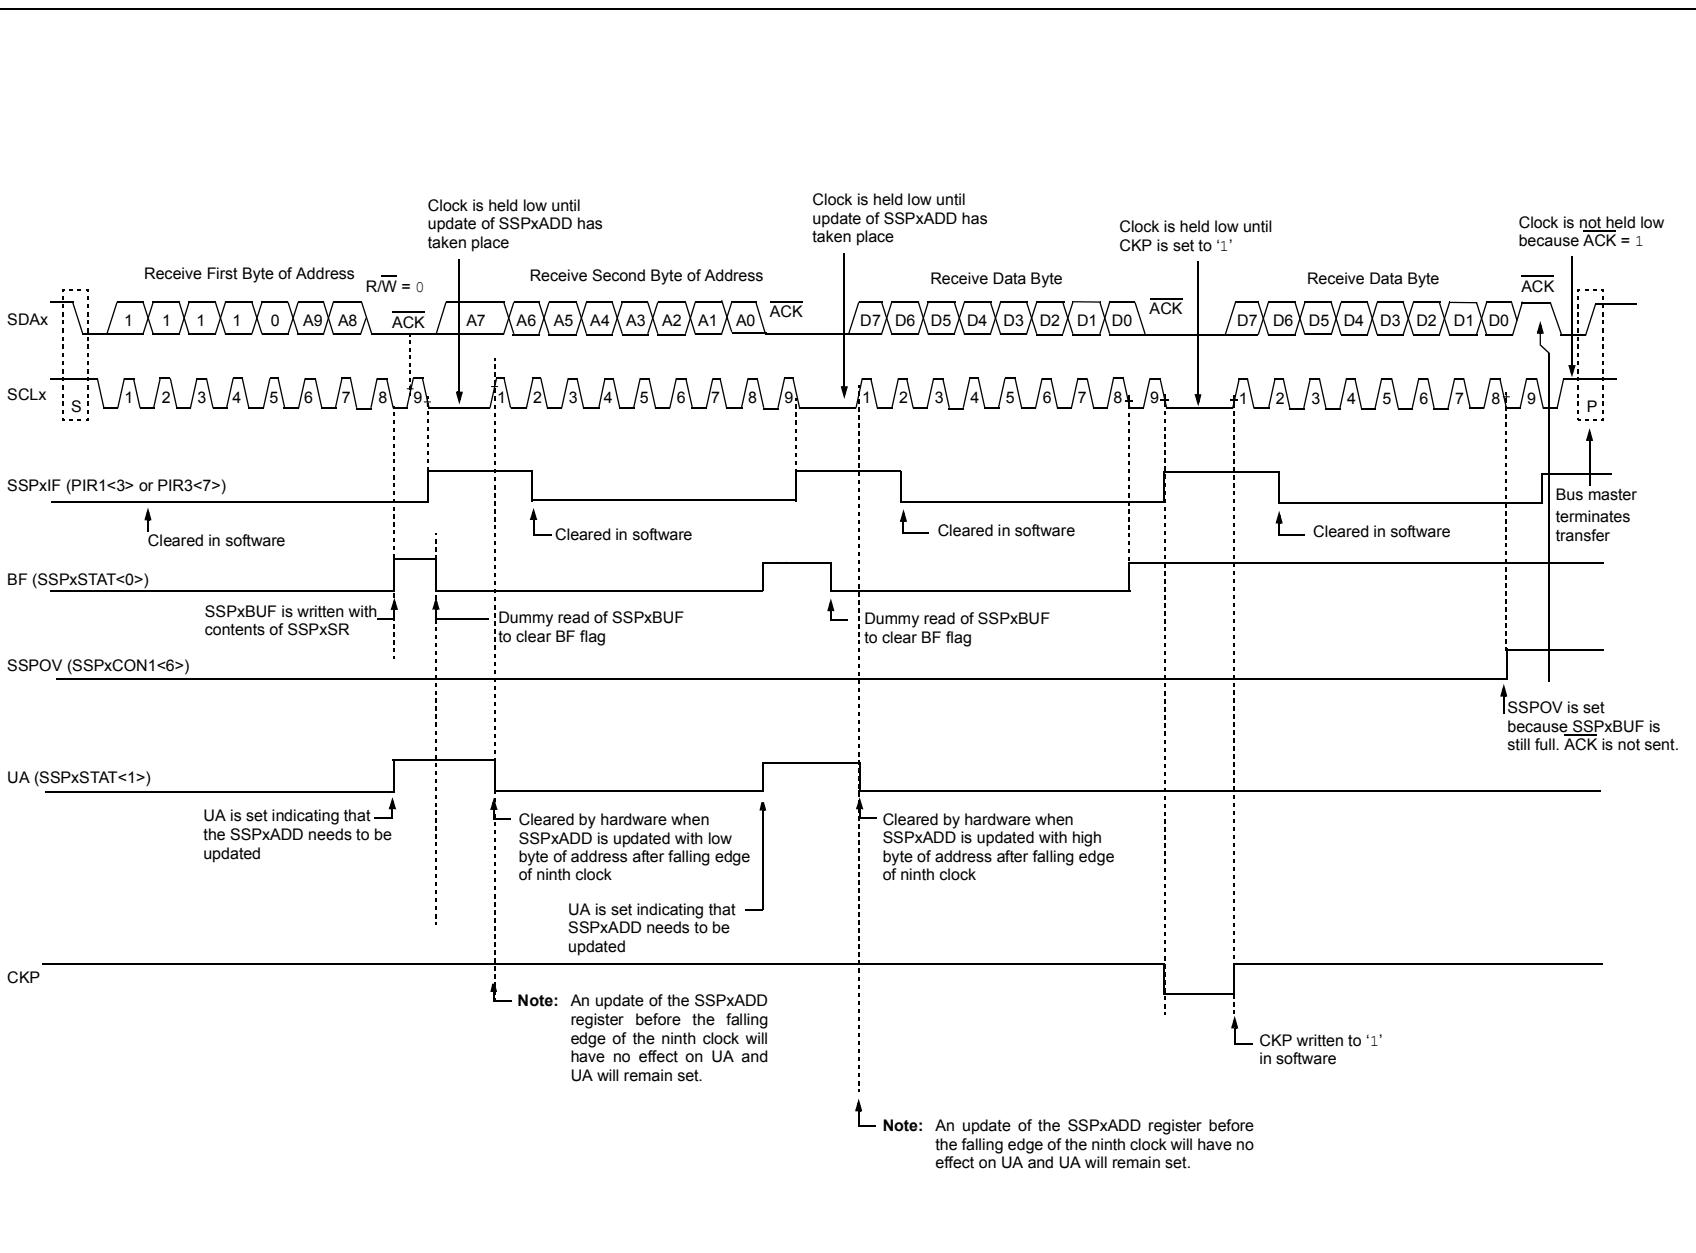 Clock is held low until
update of SSPxADD has
taken place
Clock is held low until
update of SSPxADD has
taken place
Clock is held low until
CKP is set to ‘1’
Clock is not held low
because ACK = 1
Receive First Byte of Address
R/W = 0
Receive Second Byte of Address
Receive Data Byte
Receive Data Byte
SDAx
1 1 1 1 0 A9 A8 ACK A7 A6 A5 A4 A3 A2 A1 A0 ACK D7 D6 D5 D4 D3 D2 D1 D0 ACK D7 D6 D5 D4 D3 D2 D1 D0 ACK
SCLx
S 1 2 3 4 5 6 7 8 9 1 2 3 4 5 6 7 8 9 1 2 3 4 5 6 7 8 9 1 2 3 4 5 6 7 8 9 P
SSPxIF (PIR1<3> or PIR3<7>)
Cleared in software
Cleared in software
Cleared in software
Cleared in software
Bus master
terminates
transfer
BF (SSPxSTAT<0>)
SSPxBUF is written with
contents of SSPxSR
Dummy read of SSPxBUF
to clear BF flag
Dummy read of SSPxBUF
to clear BF flag
SSPOV (SSPxCON1<6>)
SSPOV is set
because SSPxBUF is
still full. ACK is not sent.
UA (SSPxSTAT<1>)
UA is set indicating that
the SSPxADD needs to be
updated
Cleared by hardware when
SSPxADD is updated with low
byte of address after falling edge
of ninth clock
UA is set indicating that
SSPxADD needs to be
updated
Cleared by hardware when
SSPxADD is updated with high
byte of address after falling edge
of ninth clock
CKP
Note: An update of the SSPxADD
register before the falling
edge of the ninth clock will
have no effect on UA and
UA will remain set.
CKP written to ‘1’
in software
Note: An update of the SSPxADD register before
the falling edge of the ninth clock will have no
effect on UA and UA will remain set.